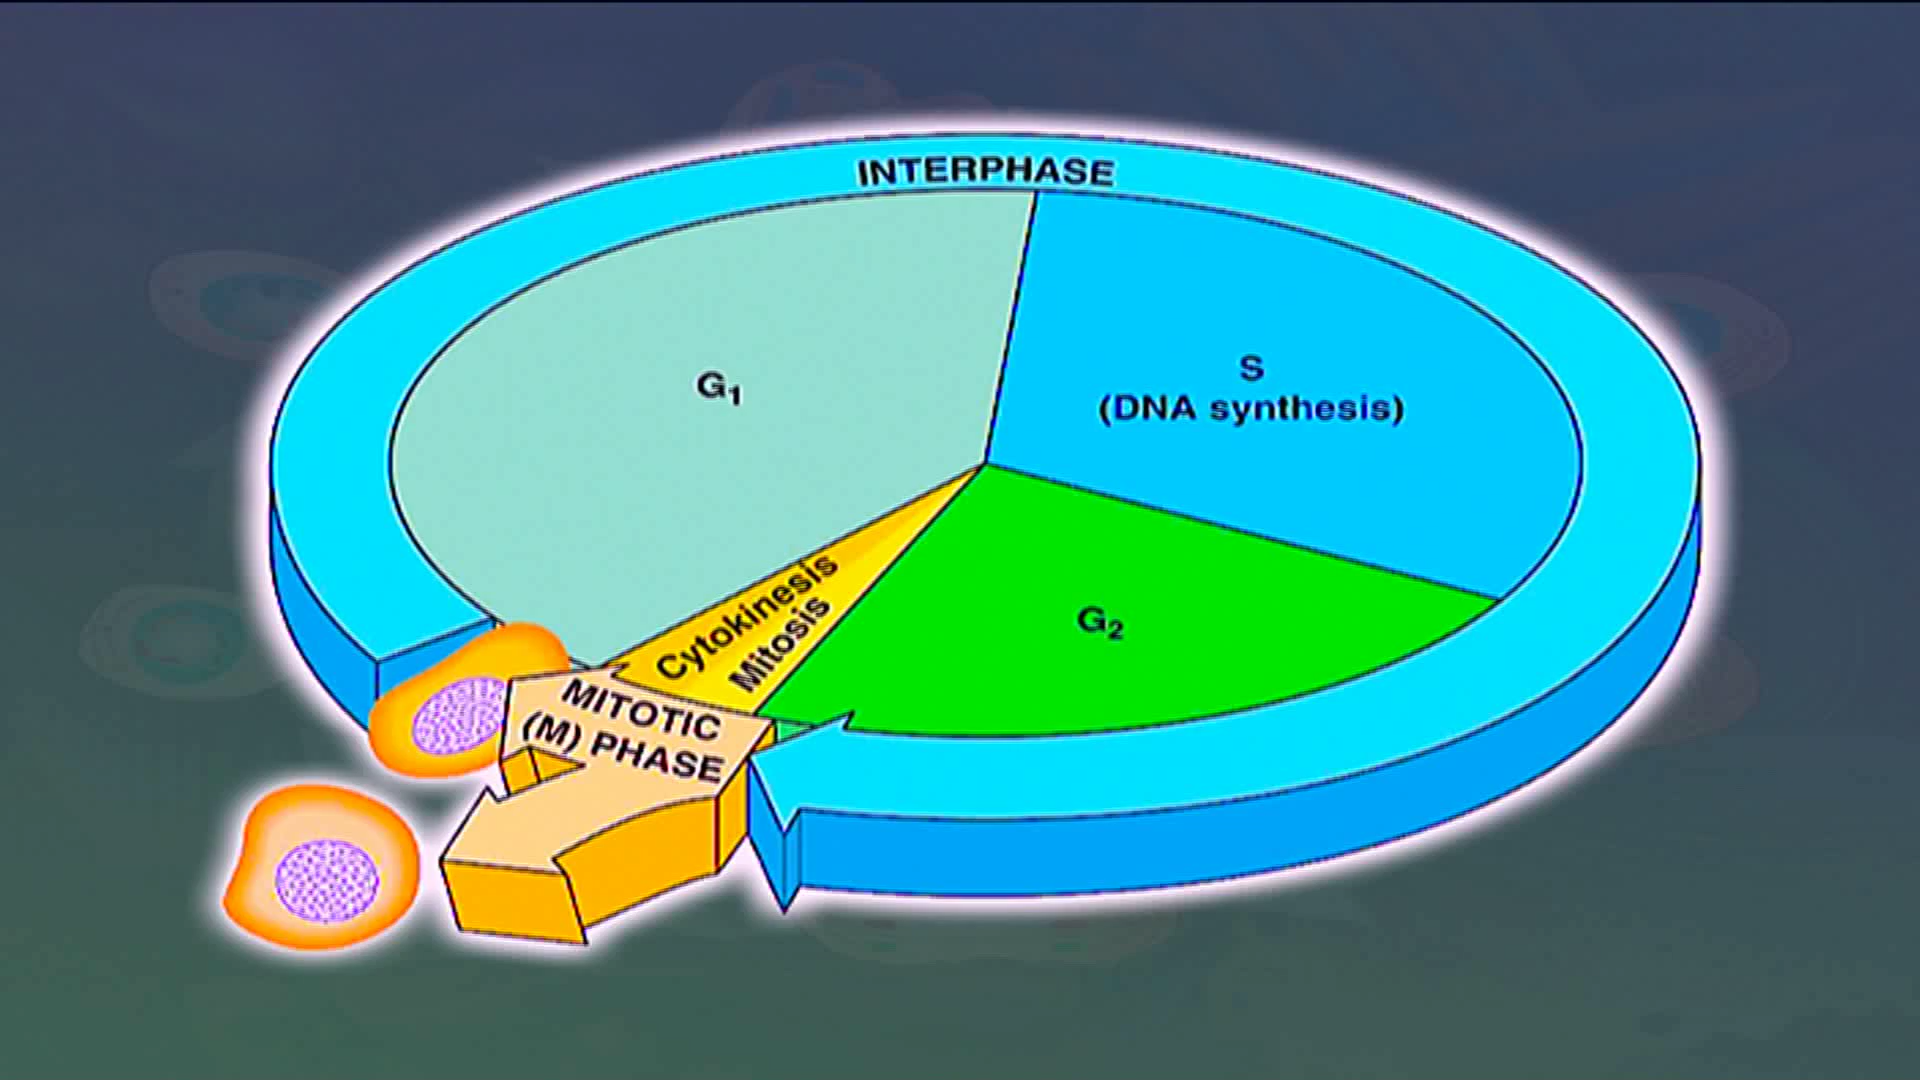 INTERPHASE
G₁
S
(DNA synthesis)
G₂
Cytokinesis
Mitosis
MITOTIC
(M) PHASE